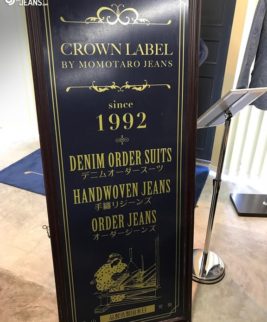 JEANS
CROWN LABEL
BY MOMOTARO JEANS
since
1992
DENIM ORDER SUITS
デニムオーダースーツ
HANDWOVEN JEANS
手織りジーンズ
ORDER JEANS
オーダージーンズ